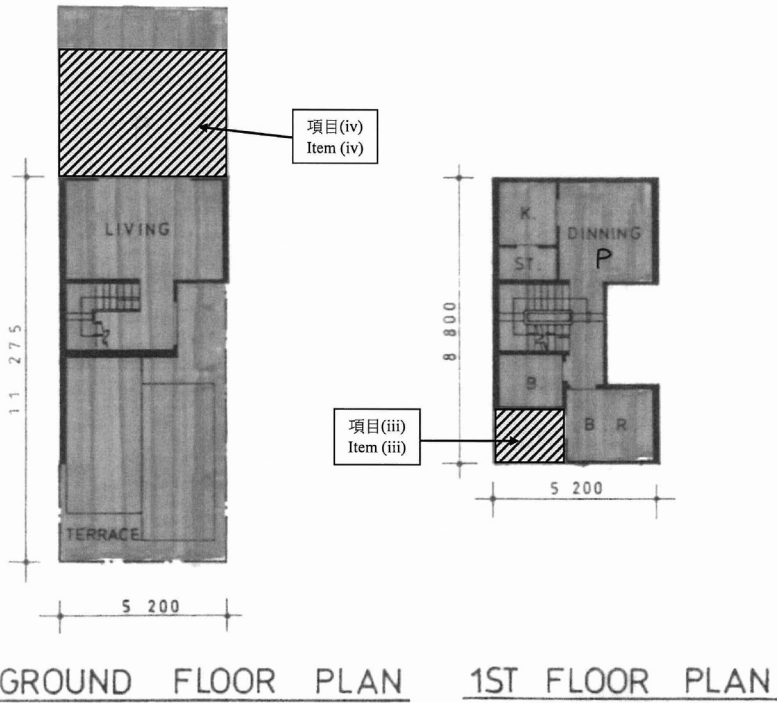 項目(iv)
Item (iv)
LIVING
K.
DINNING
ST.
P
11 275
8 800
B.
項目(iii)
Item (iii)
B R
5 200
TERRACE
5 200
GROUND FLOOR PLAN
1ST FLOOR PLAN